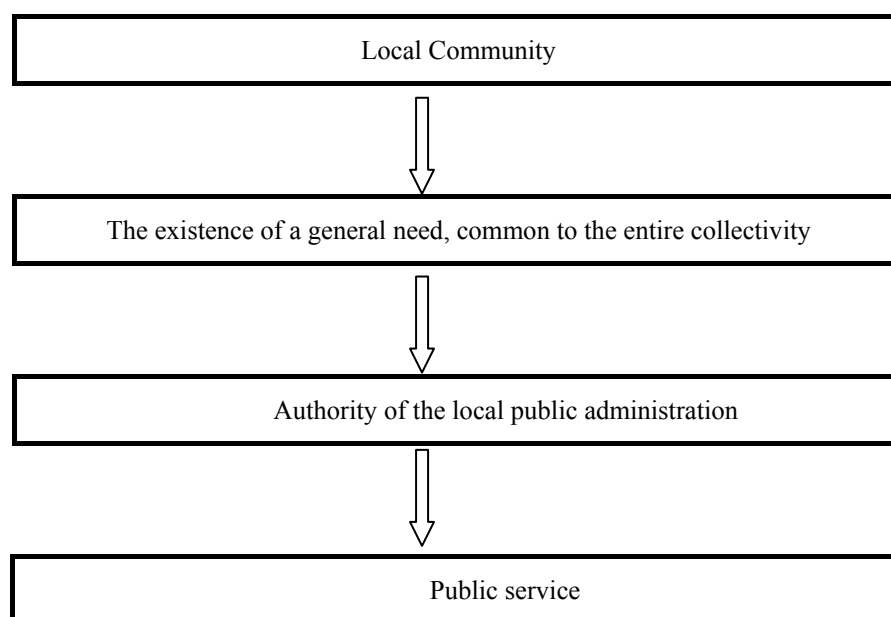 Local Community
The existence of a general need, common to the entire collectivity
Authority of the local public administration
Public service